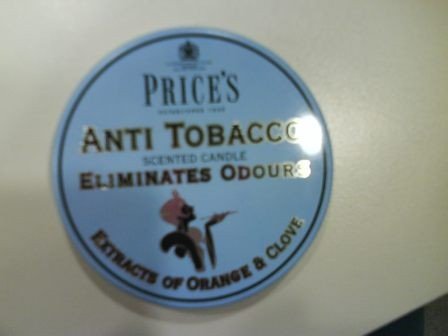 PRICE'S
ANTI TOBACCO
SCENTED CANDLE
ELIMINATES ODOURS
EXTRACTS OF ORANGE & CLOVE